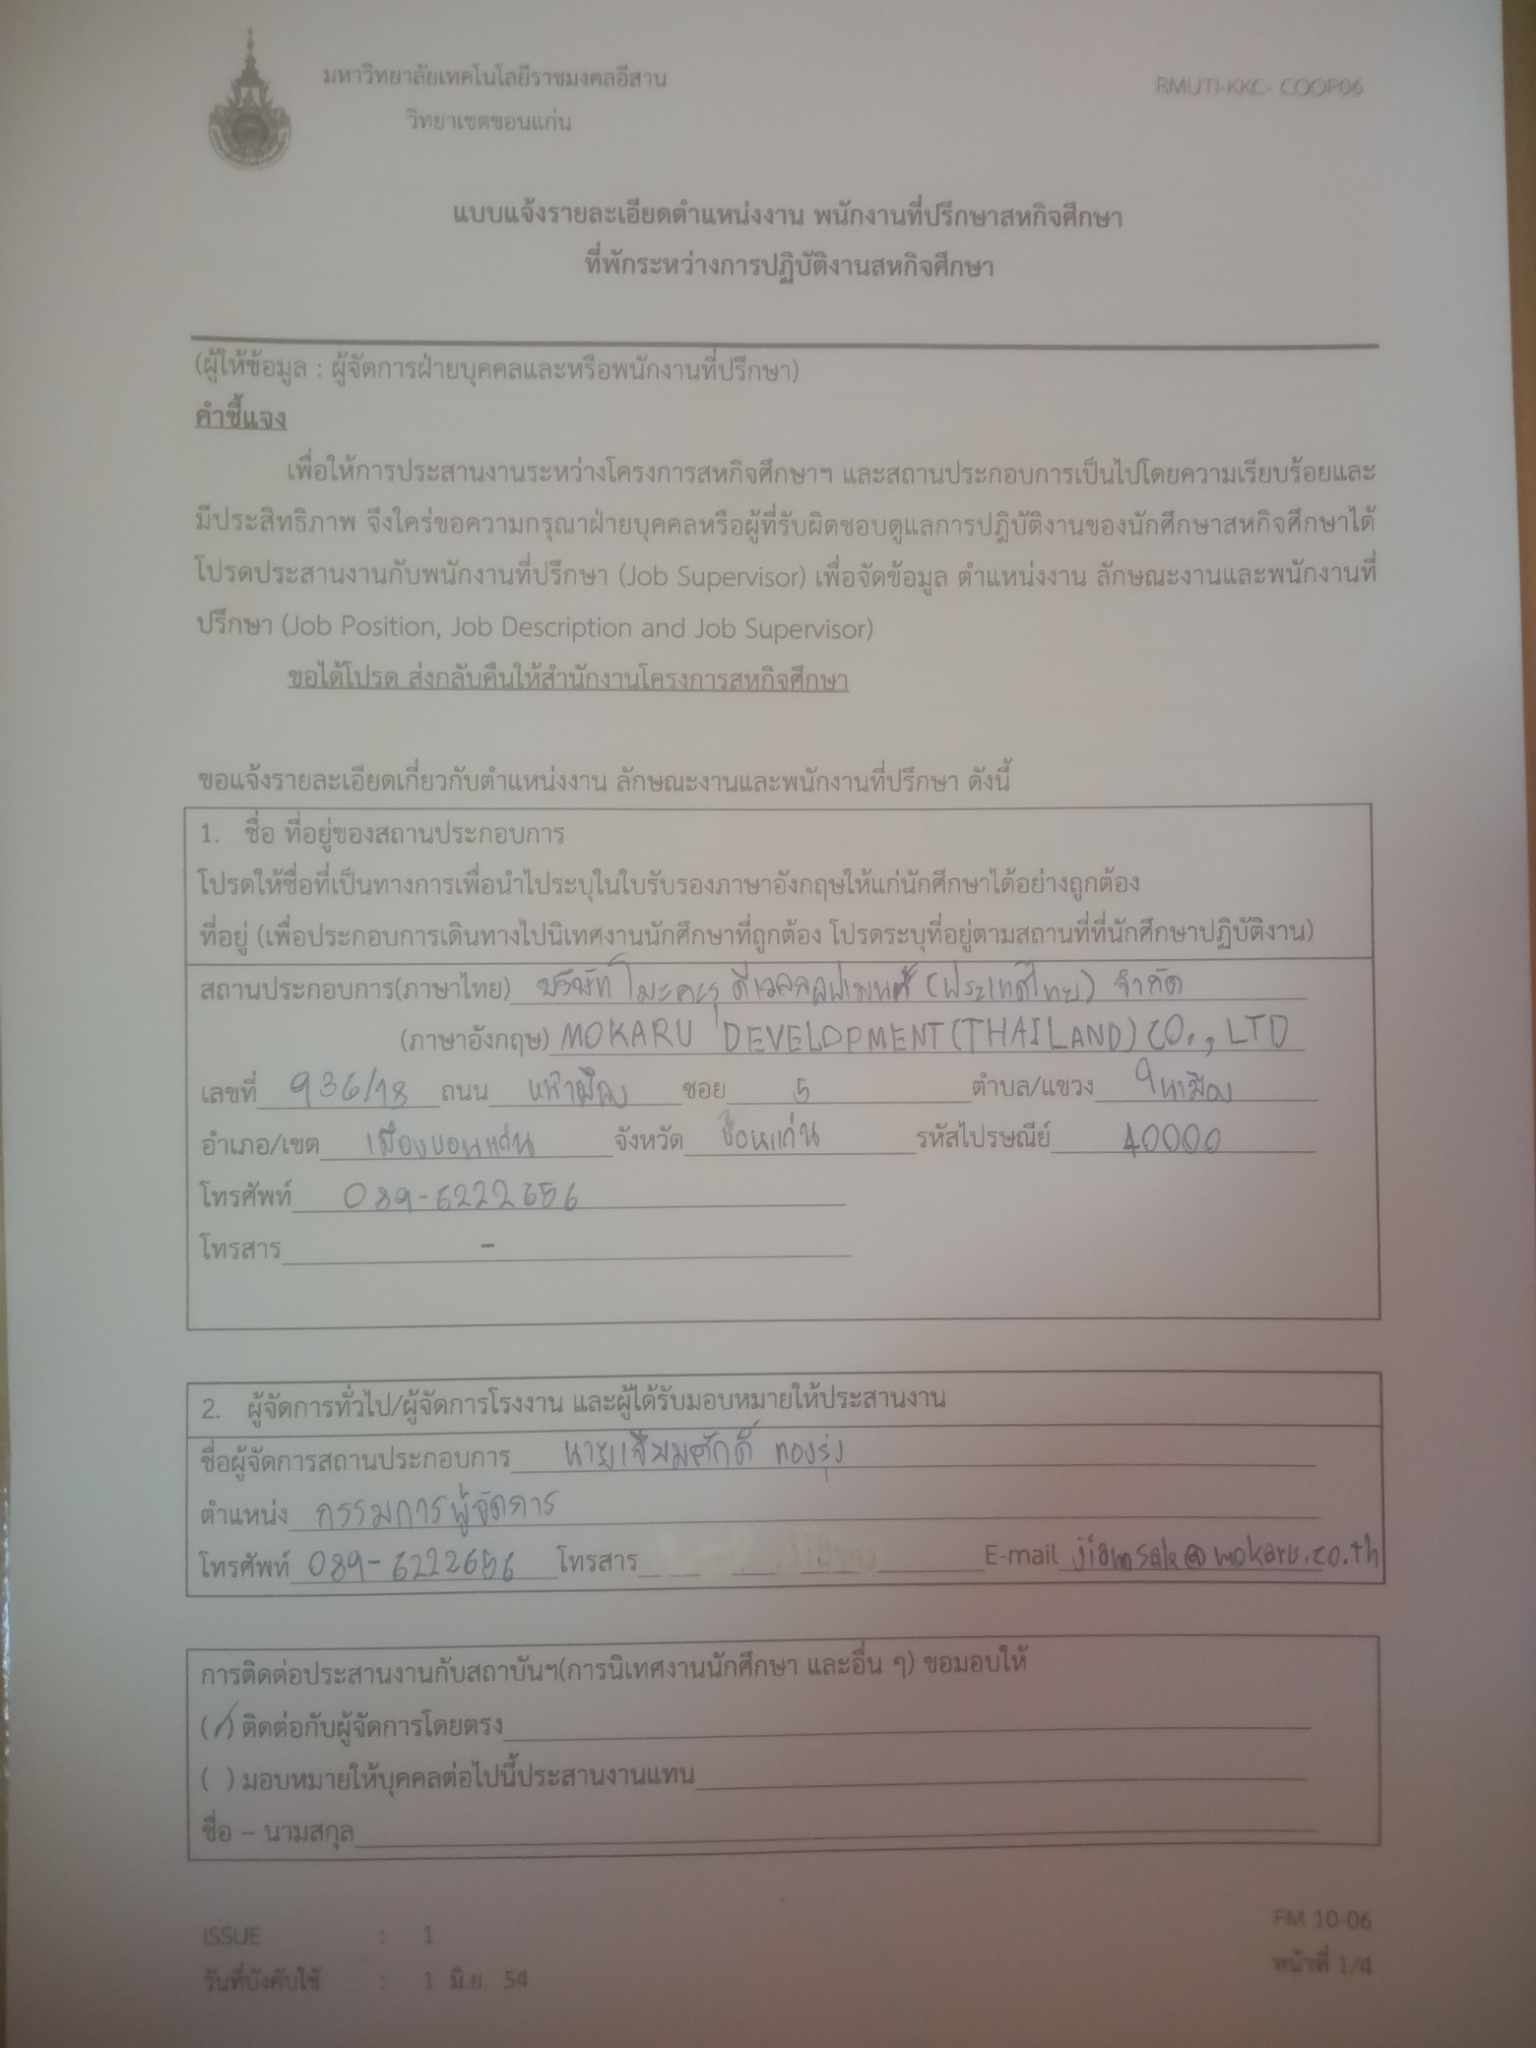 มหาวิทยาลัยเทคโนโลยีราชมงคลอีสาน
วิทยาเขตขอนแก่น
RMUTI-KKC- COOP06
แบบแจ้งรายละเอียดตำแหน่งงาน พนักงานที่ปรึกษาสหกิจศึกษา
ที่พักระหว่างการปฏิบัติงานสหกิจศึกษา
(ผู้ให้ข้อมูล : ผู้จัดการฝ่ายบุคคลและหรือพนักงานที่ปรึกษา)
คำชี้แจง
เพื่อให้การประสานงานระหว่างโครงการสหกิจศึกษาฯ และสถานประกอบการเป็นไปโดยความเรียบร้อยและ
มีประสิทธิภาพ จึงใคร่ขอความกรุณาฝ่ายบุคคลหรือผู้ที่รับผิดชอบดูแลการปฏิบัติงานของนักศึกษาสหกิจศึกษาได้
โปรดประสานงานกับพนักงานที่ปรึกษา (Job Supervisor) เพื่อจัดข้อมูล ตำแหน่งงาน ลักษณะงานและพนักงานที่
ปรึกษา (Job Position, Job Description and Job Supervisor)
ขอได้โปรด ส่งกลับคืนให้สำนักงานโครงการสหกิจศึกษา
ขอแจ้งรายละเอียดเกี่ยวกับตำแหน่งงาน ลักษณะงานและพนักงานที่ปรึกษา ดังนี้
1. ชื่อ ที่อยู่ของสถานประกอบการ
โปรดให้ชื่อที่เป็นทางการเพื่อนำไประบุในใบรับรองภาษาอังกฤษให้แก่นักศึกษาได้อย่างถูกต้อง
ที่อยู่ (เพื่อประกอบการเดินทางไปนิเทศงานนักศึกษาที่ถูกต้อง โปรดระบุที่อยู่ตามสถานที่ที่นักศึกษาปฏิบัติงาน)
สถานประกอบการ(ภาษาไทย) บริษัท โมะคะรุ ดีเวลลอปเมนท์ (ประเทศไทย) จำกัด
(ภาษาอังกฤษ) MOKARU DEVELOPMENT (THAILAND) CO., LTD
เลขที่ 936/18 ถนน หน้าเมือง ซอย 5 ตำบล/แขวง ในเมือง
อำเภอ/เขต เมืองขอนแก่น จังหวัด ขอนแก่น รหัสไปรษณีย์ 40000
โทรศัพท์ 089-6222656
โทรสาร -
2. ผู้จัดการทั่วไป/ผู้จัดการโรงงาน และผู้ได้รับมอบหมายให้ประสานงาน
ชื่อผู้จัดการสถานประกอบการ นายเจียมศักดิ์ ทองรุ่ง
ตำแหน่ง กรรมการผู้จัดการ
โทรศัพท์ 089-6222656 โทรสาร E-mail jiamsak@mokaru.co.th
การติดต่อประสานงานกับสถาบันฯ(การนิเทศงานนักศึกษา และอื่น ๆ) ขอมอบให้
(/) ติดต่อกับผู้จัดการโดยตรง
( ) มอบหมายให้บุคคลต่อไปนี้ประสานงานแทน
ชื่อ – นามสกุล
ISSUE : 1
FM 10-06
วันที่บังคับใช้ : 1 มิ.ย. 54
หน้าที่ 1/4